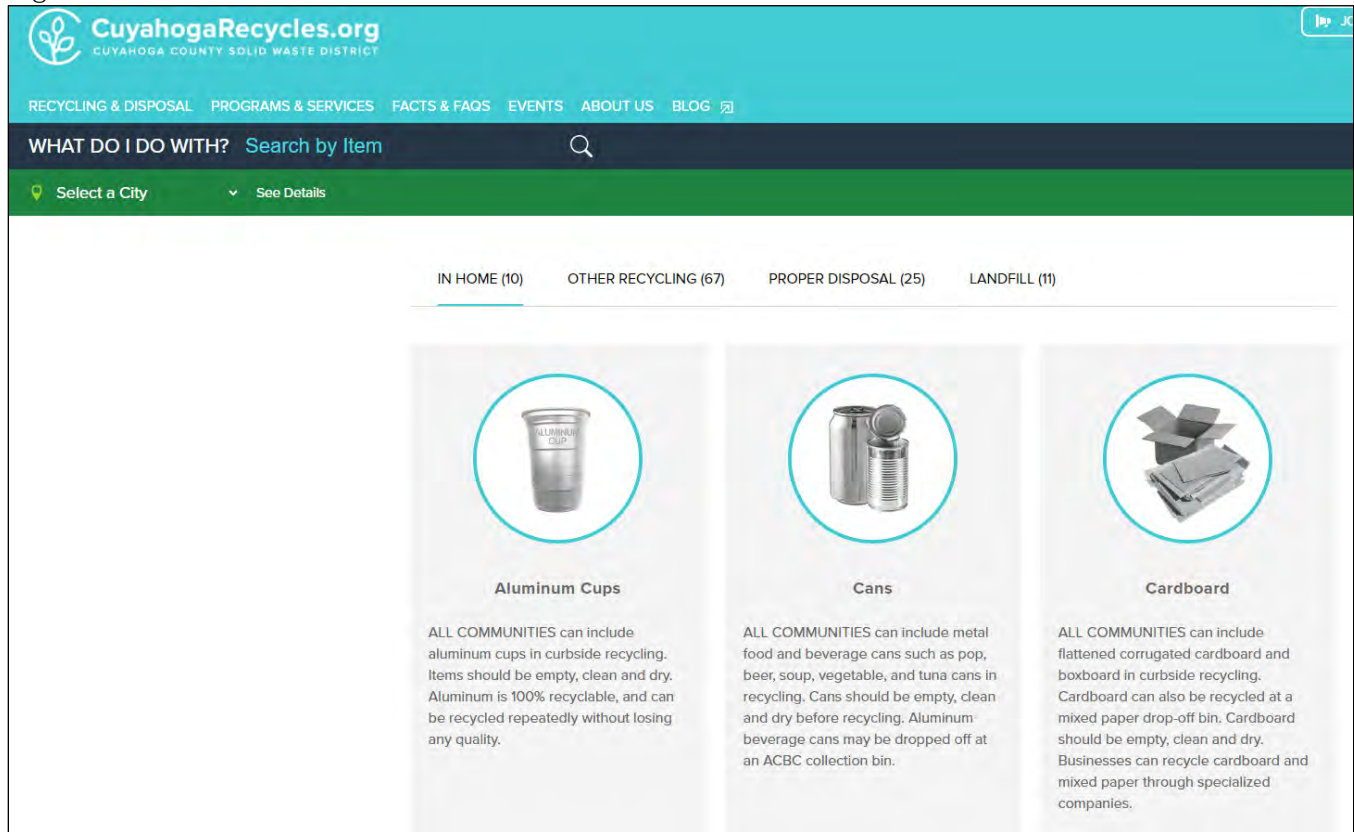 CuyahogaRecycles.org
CUYAHOGA COUNTY SOLID WASTE DISTRICT
RECYCLING & DISPOSAL PROGRAMS & SERVICES FACTS & FAQS EVENTS ABOUT US BLOG
WHAT DO I DO WITH? Search by Item
Select a City See Details
IN HOME (10) OTHER RECYCLING (67) PROPER DISPOSAL (25) LANDFILL (11)
ALUMINUM
CUP
Aluminum Cups
ALL COMMUNITIES can include
aluminum cups in curbside recycling.
Items should be empty, clean and dry.
Aluminum is 100% recyclable, and can
be recycled repeatedly without losing
any quality.
Cans
ALL COMMUNITIES can include metal
food and beverage cans such as pop,
beer, soup, vegetable, and tuna cans in
recycling. Cans should be empty, clean
and dry before recycling. Aluminum
beverage cans may be dropped off at
an ACBC collection bin.
Cardboard
ALL COMMUNITIES can include
flattened corrugated cardboard and
boxboard in curbside recycling.
Cardboard can also be recycled at a
mixed paper drop-off bin. Cardboard
should be empty, clean and dry.
Businesses can recycle cardboard and
mixed paper through specialized
companies.